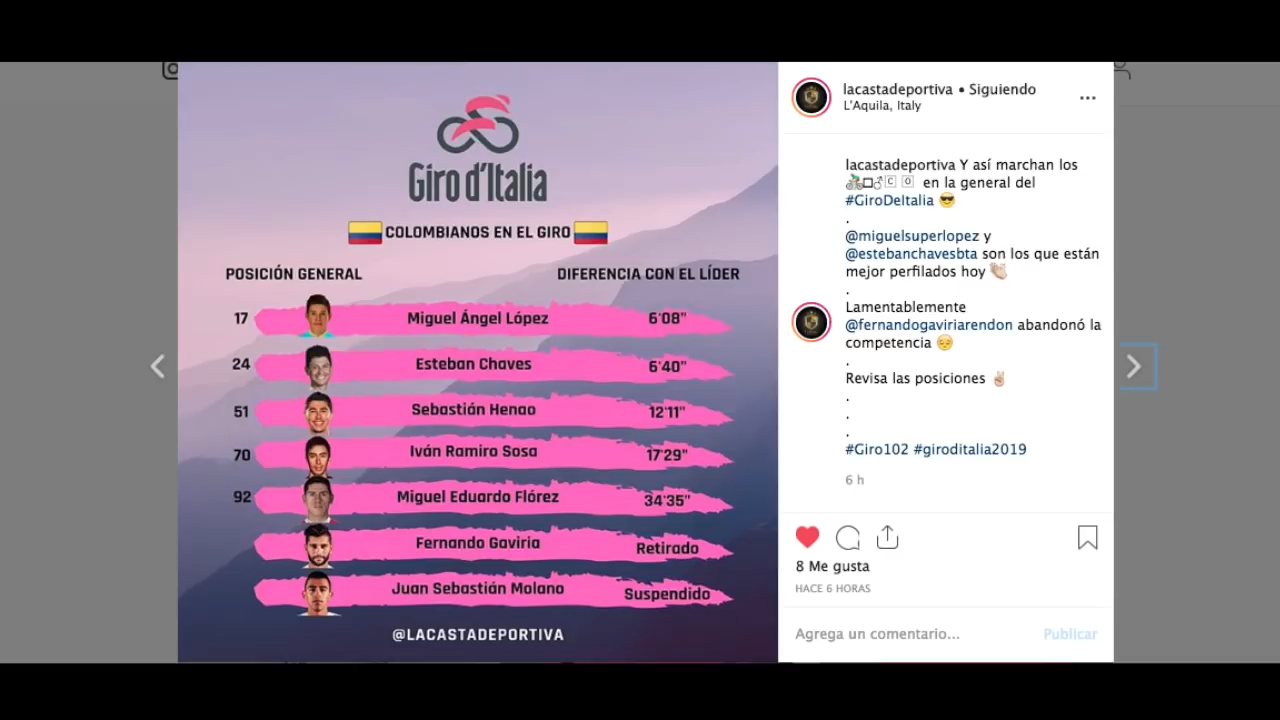 Giro d'Italia
COLOMBIANOS EN EL GIRO
POSICIÓN GENERAL DIFERENCIA CON EL LÍDER
17 Miguel Ángel López 6'08"
24 Esteban Chaves 6'40"
51 Sebastián Henao 12'11"
70 Iván Ramiro Sosa 17'29"
92 Miguel Eduardo Flórez 34'35"
Fernando Gaviria Retirado
Juan Sebastián Molano Suspendido
@LACASTADEPORTIVA
lacastadeportiva • Siguiendo
L'Aquila, Italy
lacastadeportiva Y así marchan los
🚴🏻‍♂️🇨 🇴 en la general del
#GiroDeItalia 😎
.
@miguelsuperlopez y
@estebanchavesbta son los que están
mejor perfilados hoy 👏🏻
.
Lamentablemente
@fernandogaviriarendon abandonó la
competencia 😔
.
Revisa las posiciones ✌🏻
.
.
.
#Giro102 #giroditalia2019
6 h
8 Me gusta
HACE 6 HORAS
Agrega un comentario... Publicar